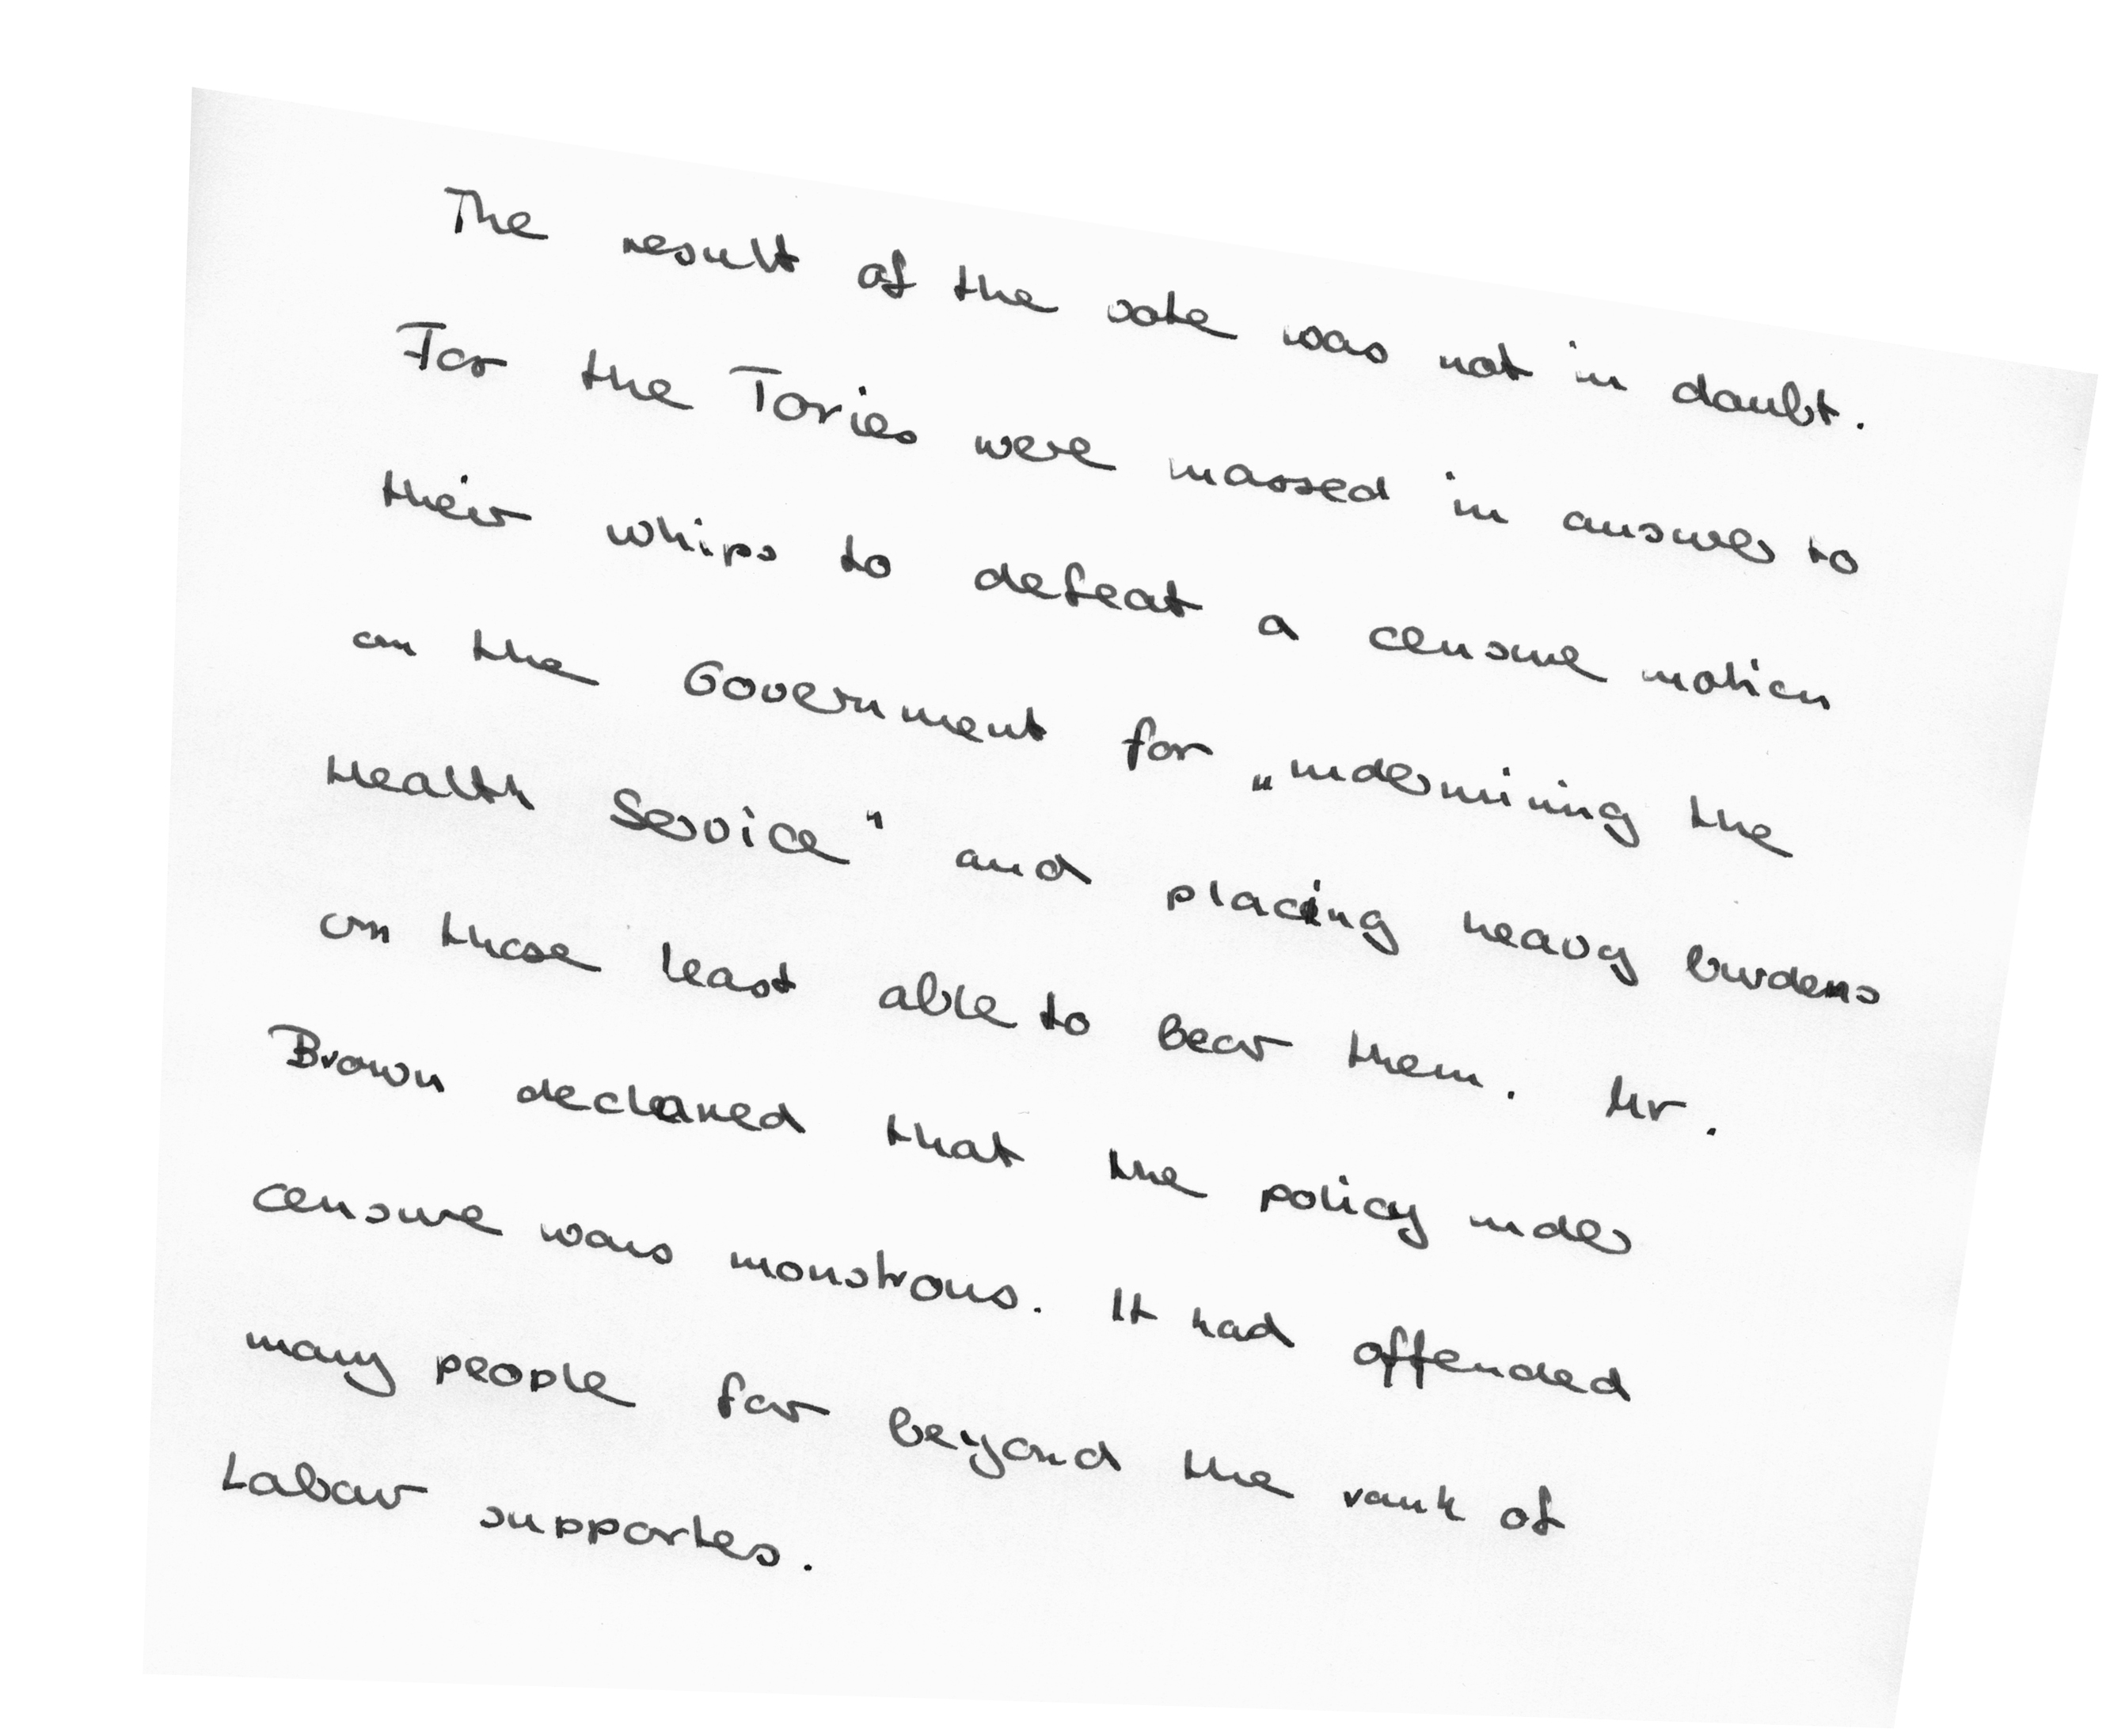 The result of the vote was not in doubt.
For the Tories were massed in answer to
their whips to defeat a censure motion
on the Government for „undermining the
Health Service" and placing heavy burdens
on those least able to bear them. Mr.
Brown declared that the policy under
censure was monstrous. It had offended
many people far beyond the rank of
Labour supporters.